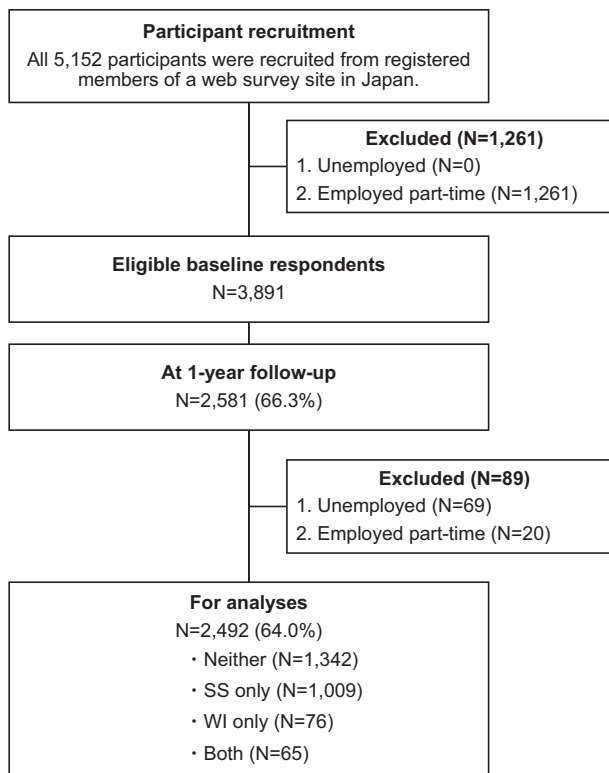 Participant recruitment
All 5,152 participants were recruited from registered
members of a web survey site in Japan.
Excluded (N=1,261)
1. Unemployed (N=0)
2. Employed part-time (N=1,261)
Eligible baseline respondents
N=3,891
At 1-year follow-up
N=2,581 (66.3%)
Excluded (N=89)
1. Unemployed (N=69)
2. Employed part-time (N=20)
For analyses
N=2,492 (64.0%)
・Neither (N=1,342)
・SS only (N=1,009)
・WI only (N=76)
・Both (N=65)